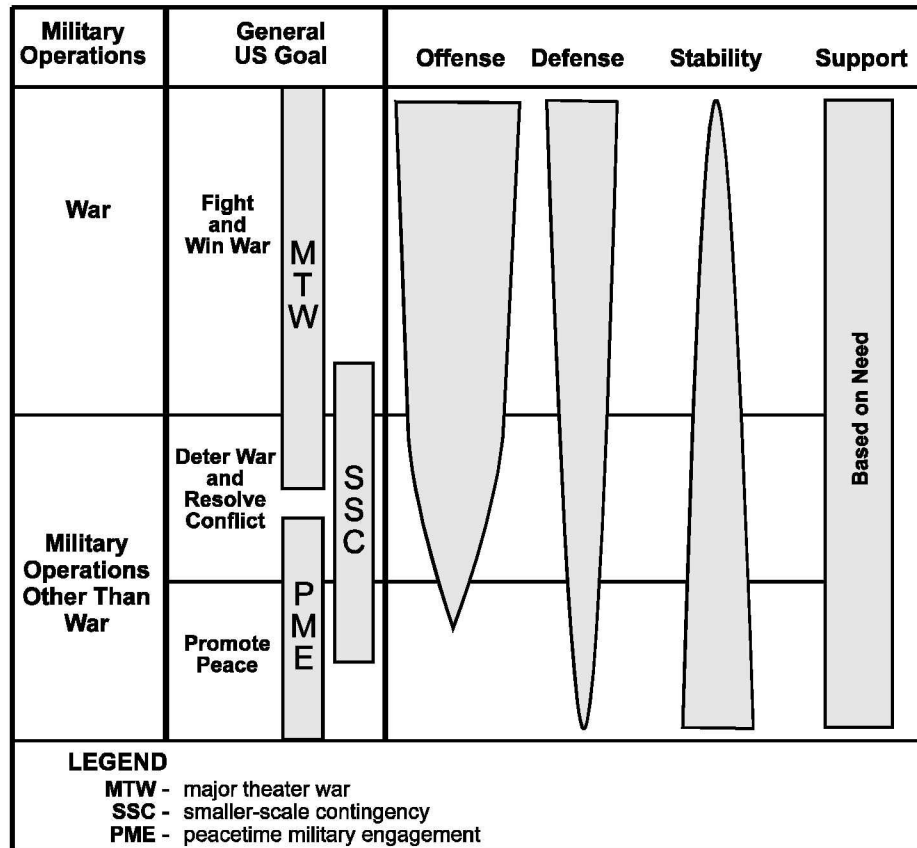 Military
Operations
General
US Goal
Offense
Defense
Stability
Support
War
Fight
and
Win War
M
T
W
Deter War
and
Resolve
Conflict
S
S
C
Based on Need
Military
Operations
Other Than
War
Promote
Peace
P
M
E
LEGEND
MTW - major theater war
SSC - smaller-scale contingency
PME - peacetime military engagement